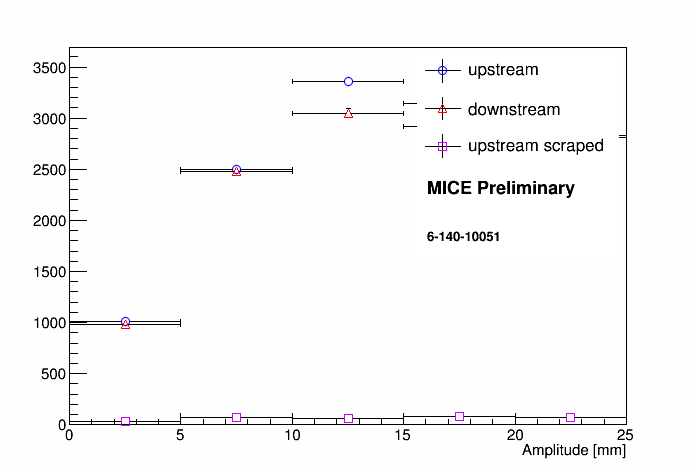 3500
3000
2500
2000
1500
1000
500
0
0 5 10 15 20 25
Amplitude [mm]
upstream
downstream
upstream scraped
MICE Preliminary
6-140-10051